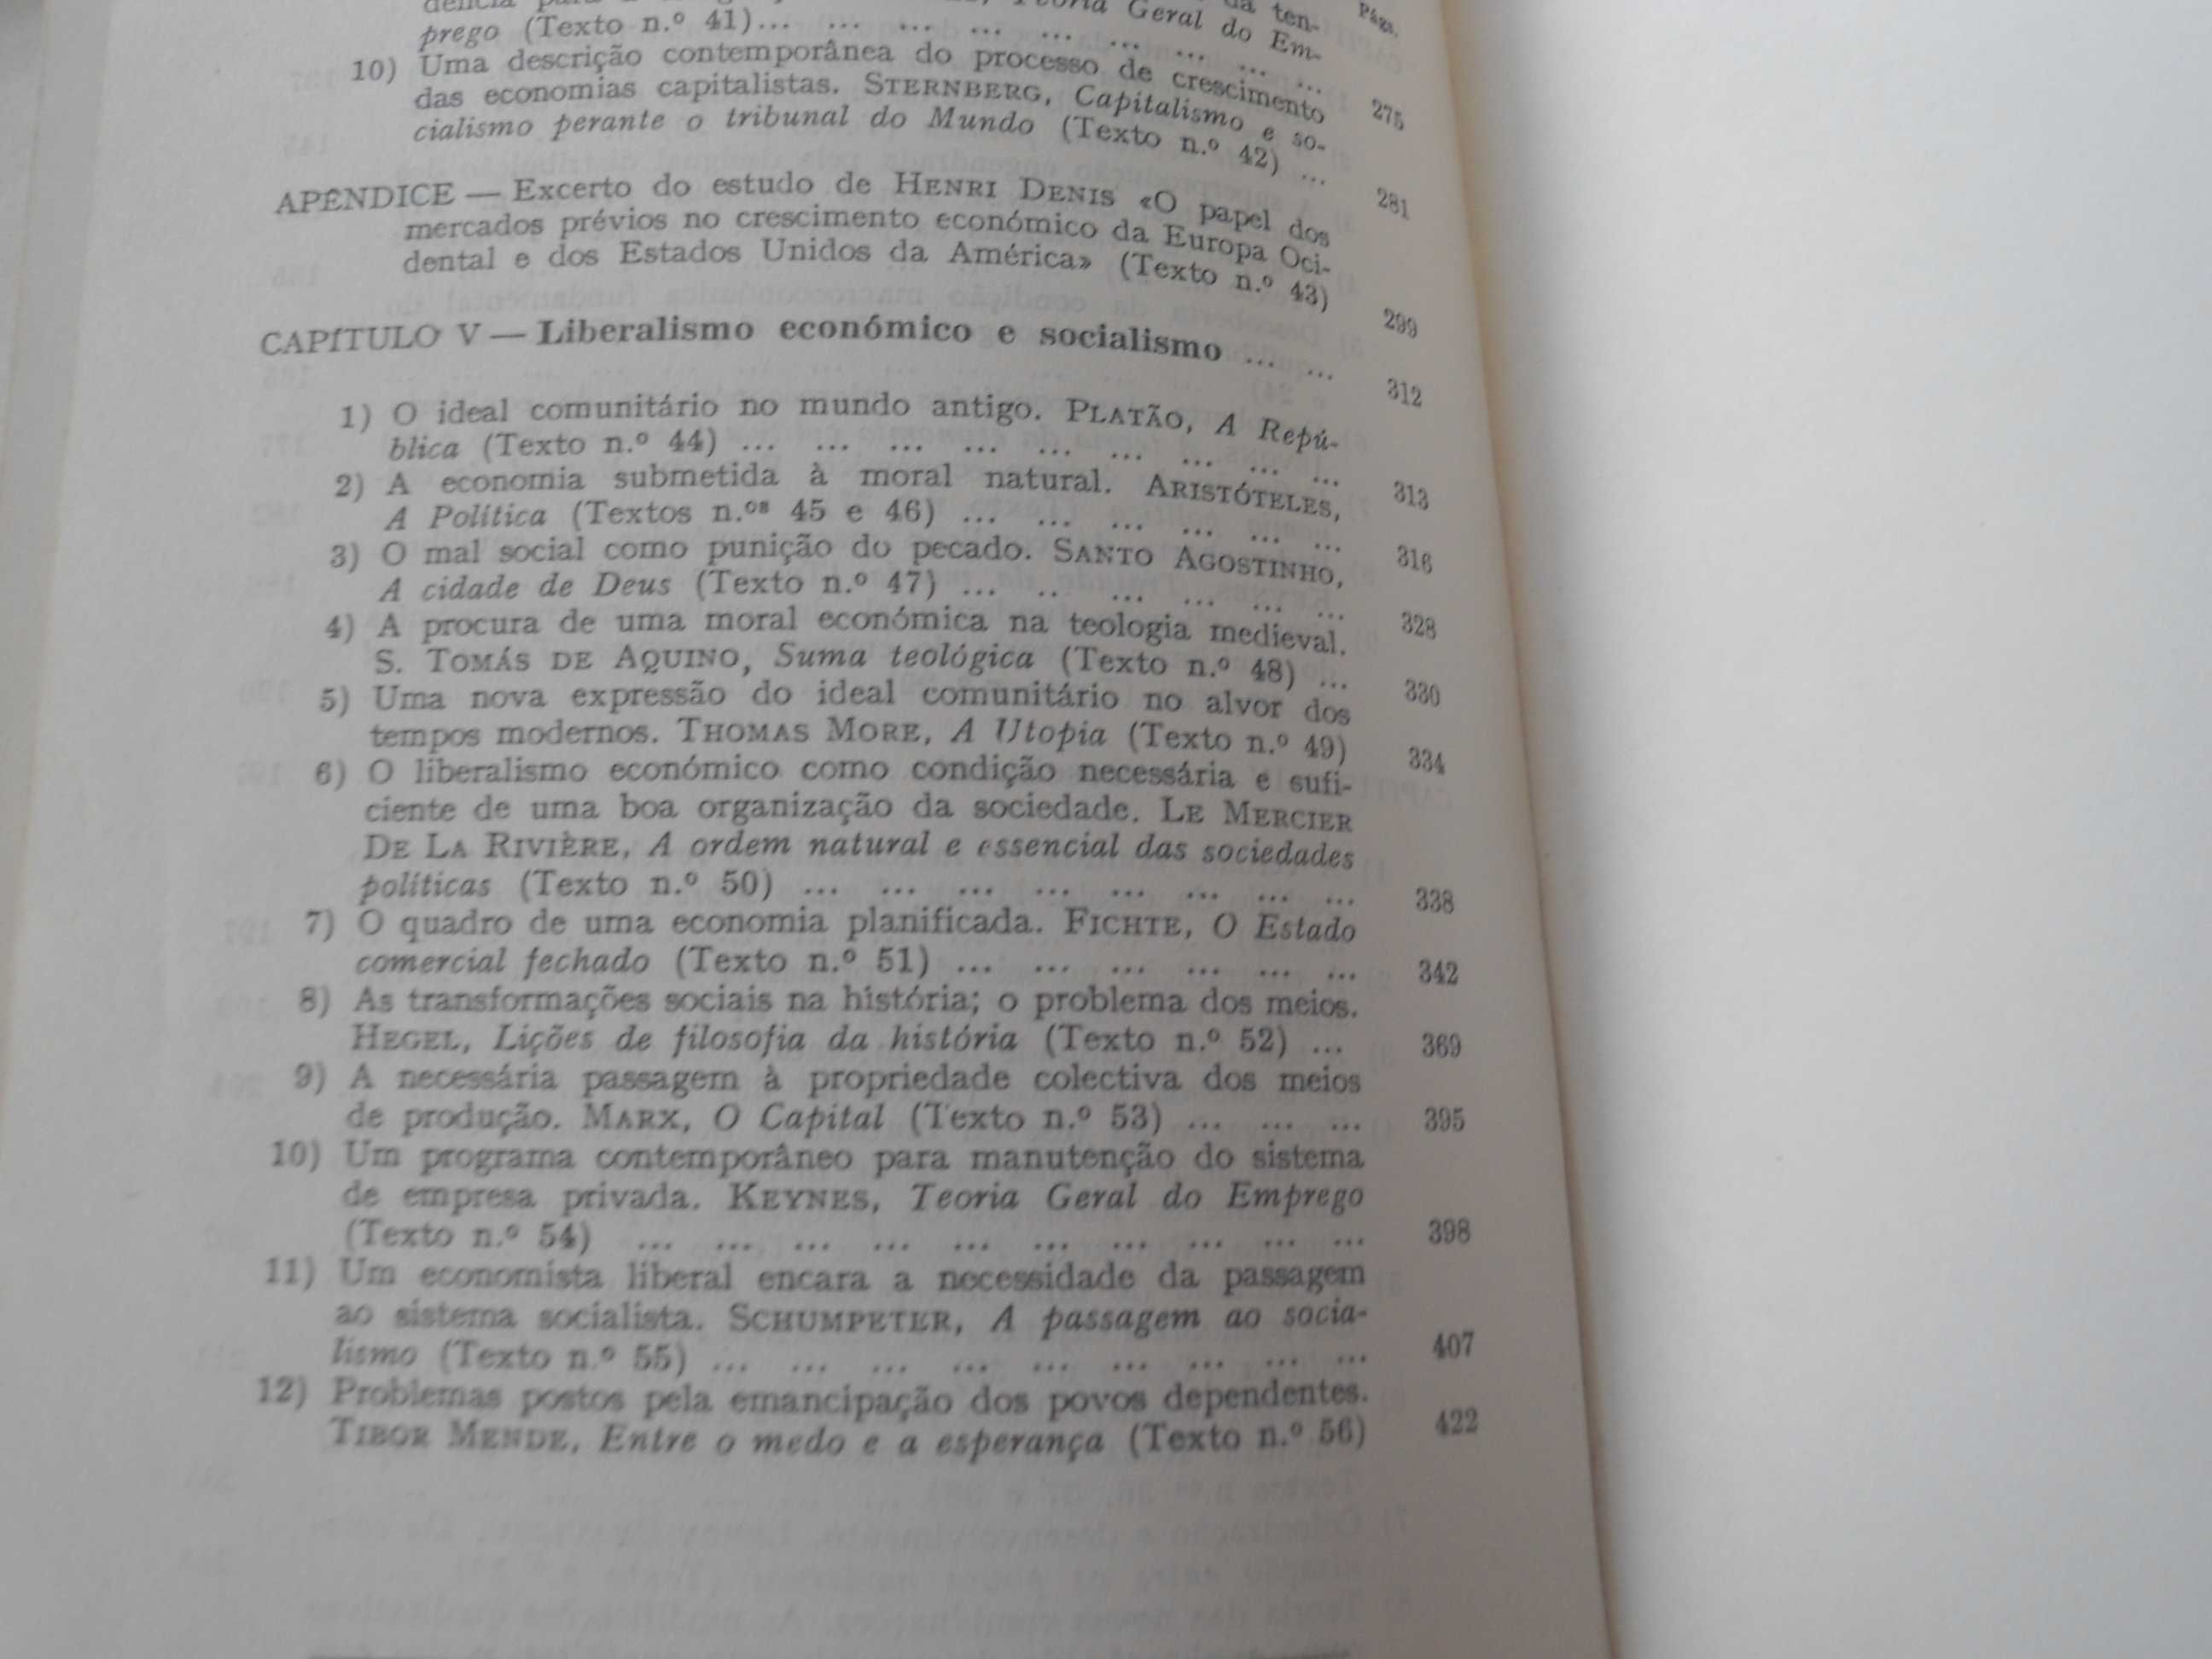 Págs.
da ten-
Teoria Geral do Em-
prego (Texto n.º 41)... ... ... ... ... ... ... ... ... 275
10) Uma descrição contemporânea do processo de crescimento
das economias capitalistas. STERNBERG, Capitalismo e so-
cialismo perante o tribunal do Mundo (Texto n.º 42) ... 281
APÊNDICE — Excerto do estudo de HENRI DENIS «O papel dos
mercados prévios no crescimento económico da Europa Oci-
dental e dos Estados Unidos da América» (Texto n.º 43) 299
CAPÍTULO V — Liberalismo económico e socialismo ... ... 312
1) O ideal comunitário no mundo antigo. PLATÃO, A Repú-
blica (Texto n.º 44) ... ... ... ... ... ... ... ... ... 313
2) A economia submetida à moral natural. ARISTÓTELES,
A Política (Textos n.os 45 e 46) ... ... ... ... ... ... 316
3) O mal social como punição do pecado. SANTO AGOSTINHO,
A cidade de Deus (Texto n.º 47) ... .. ... ... ... ... 328
4) A procura de uma moral económica na teologia medieval.
S. TOMÁS DE AQUINO, Suma teológica (Texto n.º 48) ... 330
5) Uma nova expressão do ideal comunitário no alvor dos
tempos modernos. THOMAS MORE, A Utopia (Texto n.º 49) 334
6) O liberalismo económico como condição necessária e sufi-
ciente de uma boa organização da sociedade. LE MERCIER
DE LA RIVIÈRE, A ordem natural e essencial das sociedades
políticas (Texto n.º 50) ... ... ... ... ... ... ... ... 338
7) O quadro de uma economia planificada. FICHTE, O Estado
comercial fechado (Texto n.º 51) ... ... ... ... ... ... 342
8) As transformações sociais na história; o problema dos meios.
HEGEL, Lições de filosofia da história (Texto n.º 52) ... 369
9) A necessária passagem à propriedade colectiva dos meios
de produção. MARX, O Capital (Texto n.º 53) ... ... ... 395
10) Um programa contemporâneo para manutenção do sistema
de empresa privada. KEYNES, Teoria Geral do Emprego
(Texto n.º 54) ... ... ... ... ... ... ... ... ... ... 398
11) Um economista liberal encara a necessidade da passagem
ao sistema socialista. SCHUMPETER, A passagem ao socia-
lismo (Texto n.º 55) ... ... ... ... ... ... ... ... ... 407
12) Problemas postos pela emancipação dos povos dependentes.
TIBOR MENDE, Entre o medo e a esperança (Texto n.º 56) 422